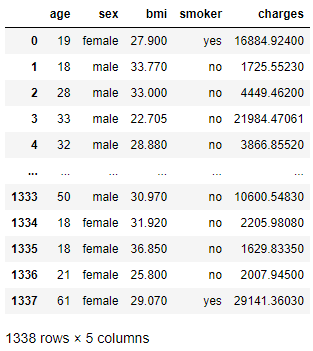 age sex bmi smoker charges
0 19 female 27.900 yes 16884.92400
1 18 male 33.770 no 1725.55230
2 28 male 33.000 no 4449.46200
3 33 male 22.705 no 21984.47061
4 32 male 28.880 no 3866.85520
... ... ... ... ... ...
1333 50 male 30.970 no 10600.54830
1334 18 female 31.920 no 2205.98080
1335 18 female 36.850 no 1629.83350
1336 21 female 25.800 no 2007.94500
1337 61 female 29.070 yes 29141.36030
1338 rows × 5 columns